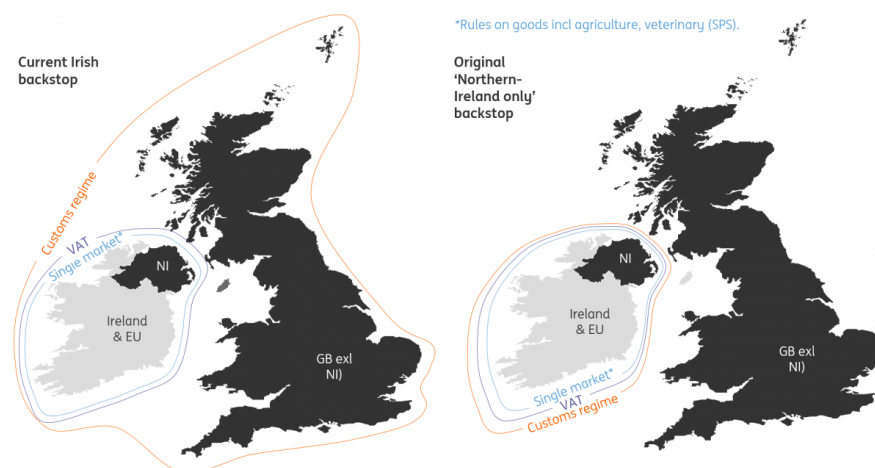 *Rules on goods incl agriculture, veterinary (SPS).
Current Irish
backstop
Customs regime
VAT
Single market*
NI
Ireland
& EU
GB exl
NI)
Original
‘Northern-
Ireland only’
backstop
NI
Ireland
& EU
GB exl
NI)
Single market*
VAT
Customs regime